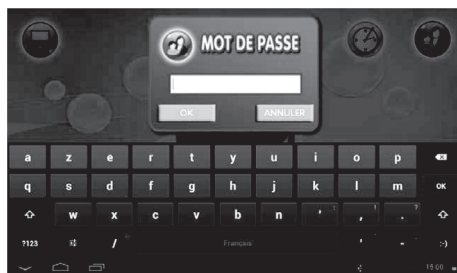 MOT DE PASSE
OK ANNULER
a z e r t y u i o p
q s d f g h j k l m OK
w x c v b n ' , ! . ?
?123 / Français ' - :-)
19:00